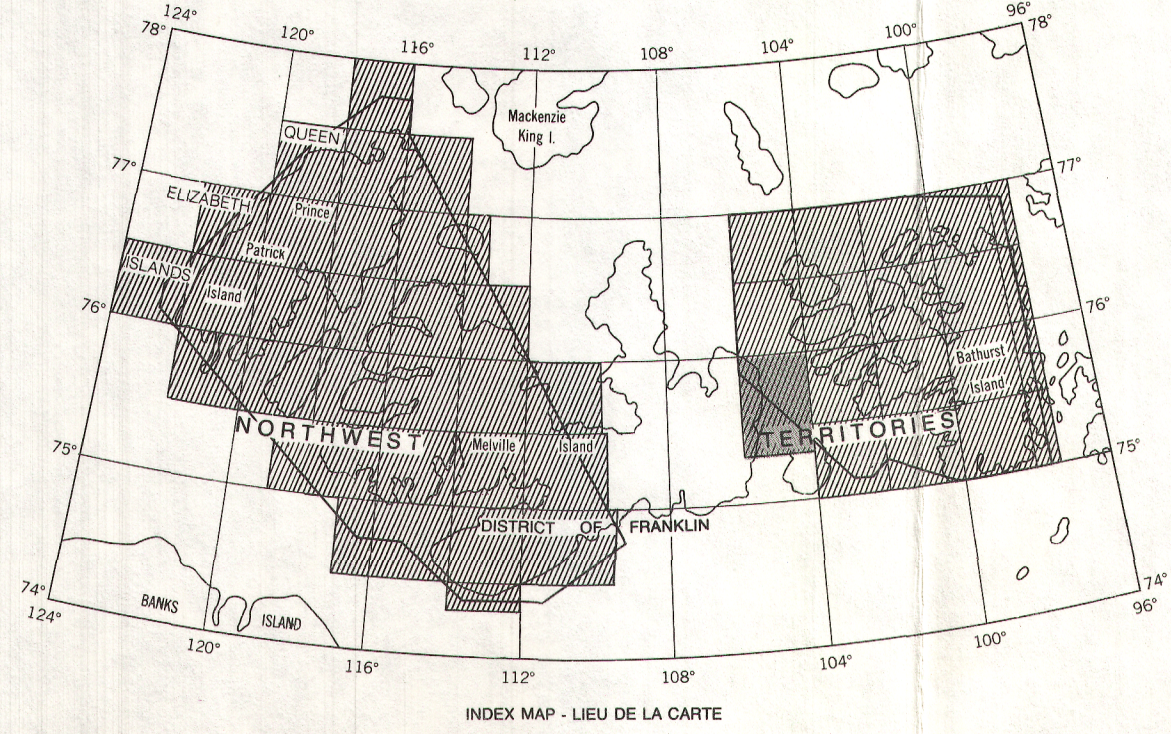 124° 96°
78° 120° 116° 112° 108° 104° 100° 78°
Mackenzie
King I.
QUEEN
77° 77°
ELIZABETH
Prince
Patrick
Island
ISLANDS
76° 76°
Bathurst
Island
NORTHWEST TERRITORIES
Melville Island
75° 75°
DISTRICT OF FRANKLIN
74° BANKS ISLAND 74°
124° 120° 116° 112° 108° 104° 100° 96°
INDEX MAP - LIEU DE LA CARTE